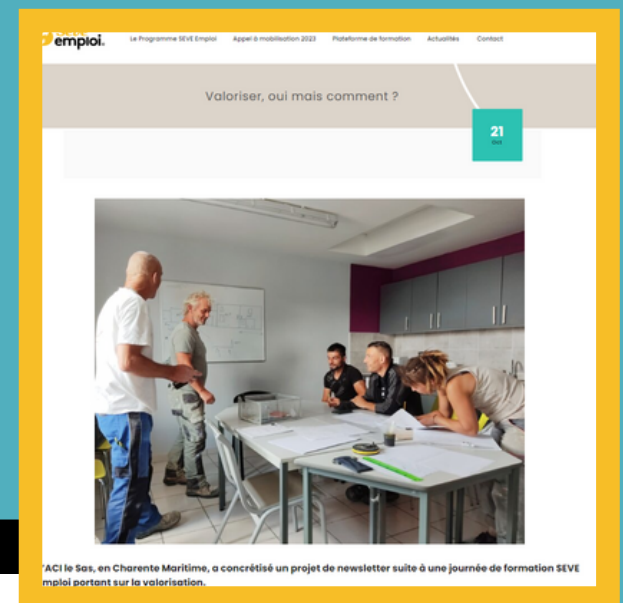 emploi.
Le Programme SEVE Emploi Appel à mobilisation 2023 Plateforme de formation Actualités Contact
Valoriser, oui mais comment ?
21
'ACI le Sas, en Charente Maritime, a concrétisé un projet de newsletter suite à une journée de formation SEVE
mploi portant sur la valorisation.